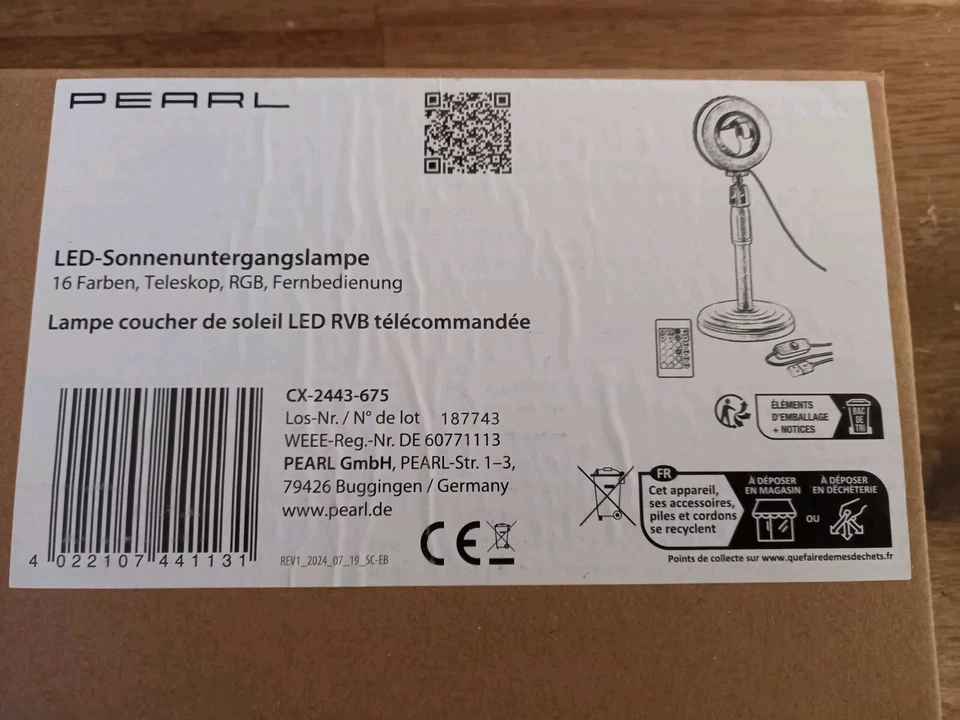 PEARL
LED-Sonnenuntergangslampe
16 Farben, Teleskop, RGB, Fernbedienung
Lampe coucher de soleil LED RVB télécommandée
CX-2443-675
Los-Nr. / N° de lot 187743
WEEE-Reg.-Nr. DE 60771113
PEARL GmbH, PEARL-Str. 1–3,
79426 Buggingen / Germany
www.pearl.de
4 022107 441131
REV1_2024_07_19_SC-EB
CE
ÉLÉMENTS
D'EMBALLAGE
+ NOTICES
BAC
DE
TRI
FR
Cet appareil,
ses accessoires,
piles et cordons
se recyclent
À DÉPOSER
EN MAGASIN
OU
À DÉPOSER
EN DÉCHÈTERIE
Points de collecte sur www.quefairedemesdechets.fr